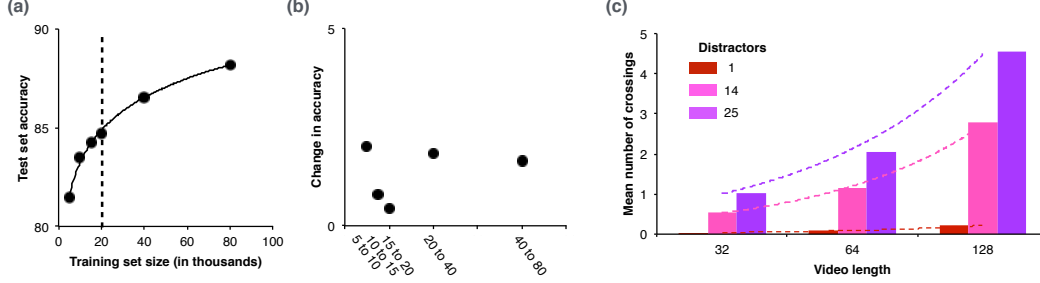 (a)
90
85
80
0
20
40
60
80
100
Test set accuracy
Training set size (in thousands)
(b)
5
0
Change in accuracy
5 to 10
10 to 15
15 to 20
20 to 40
40 to 80
(c)
5
4
3
2
1
0
Mean number of crossings
Distractors
1
14
25
32
64
128
Video length